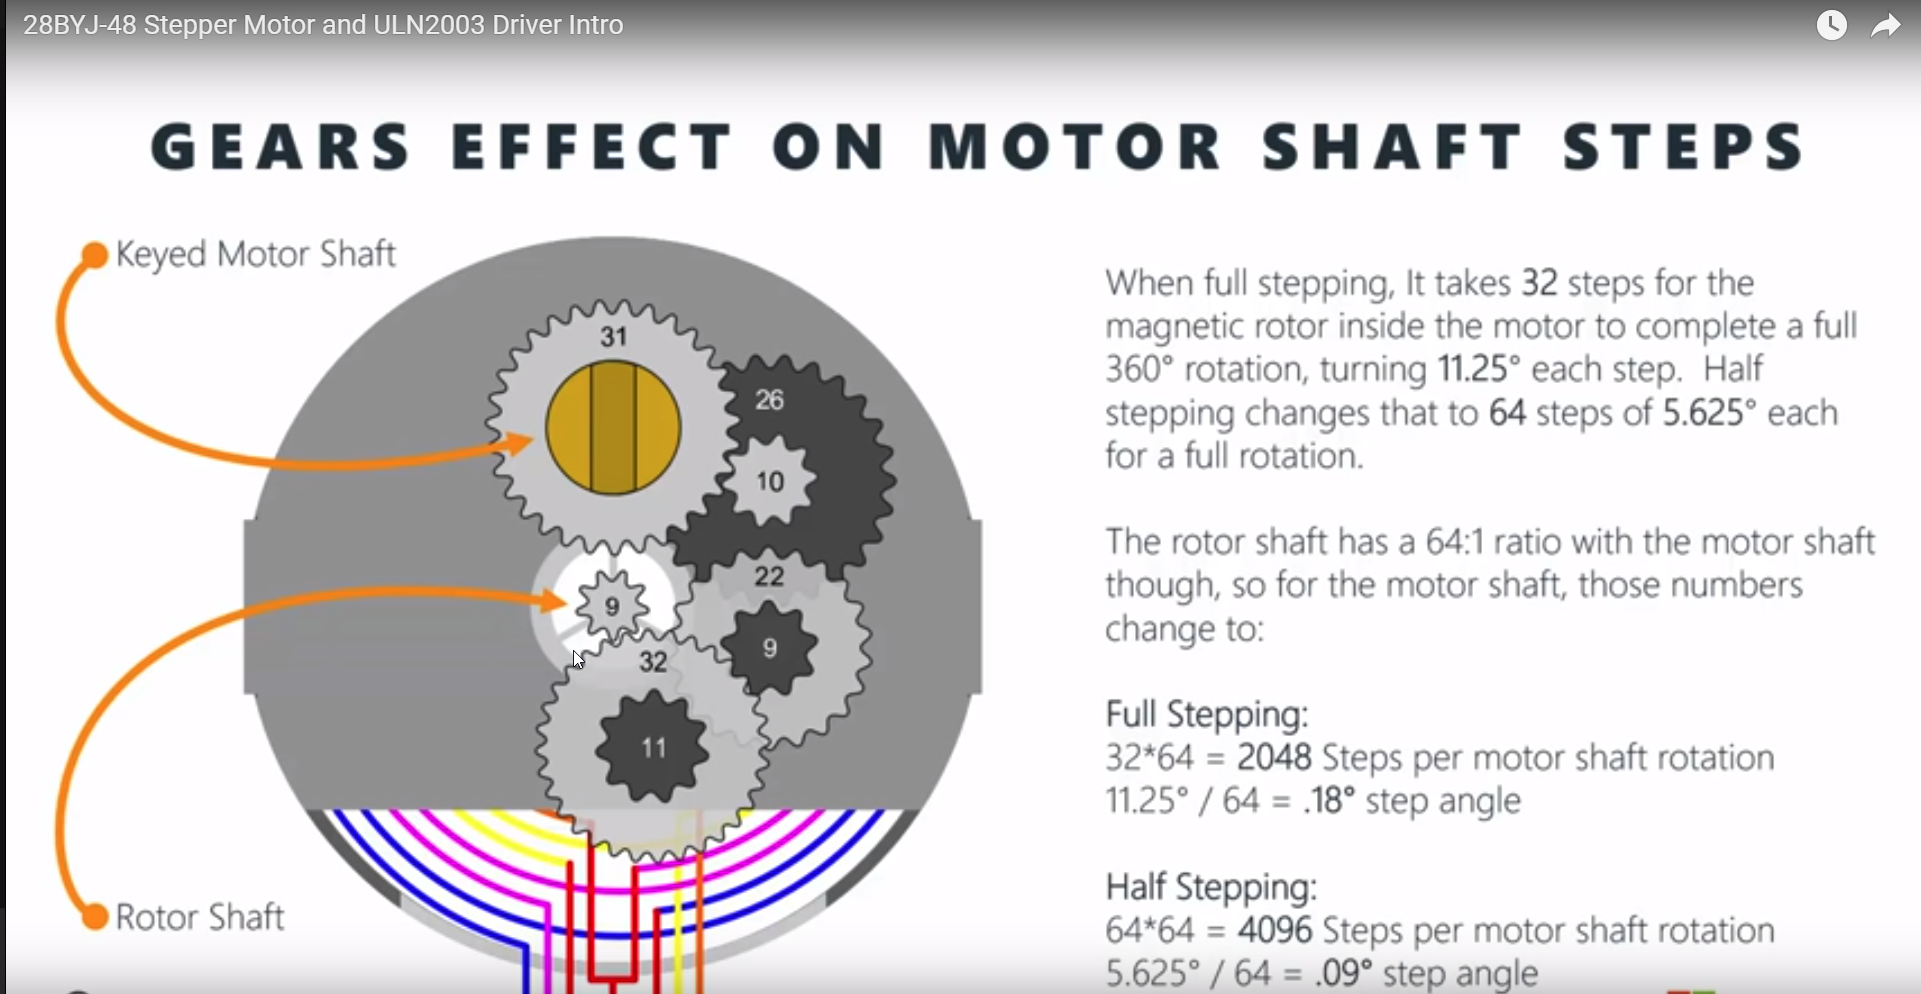 28BYJ-48 Stepper Motor and ULN2003 Driver Intro
GEARS EFFECT ON MOTOR SHAFT STEPS
Keyed Motor Shaft
31
26
10
22
9
9
32
11
Rotor Shaft
When full stepping, It takes 32 steps for the
magnetic rotor inside the motor to complete a full
360° rotation, turning 11.25° each step. Half
stepping changes that to 64 steps of 5.625° each
for a full rotation.
The rotor shaft has a 64:1 ratio with the motor shaft
though, so for the motor shaft, those numbers
change to:
Full Stepping:
32*64 = 2048 Steps per motor shaft rotation
11.25° / 64 = .18° step angle
Half Stepping:
64*64 = 4096 Steps per motor shaft rotation
5.625° / 64 = .09° step angle